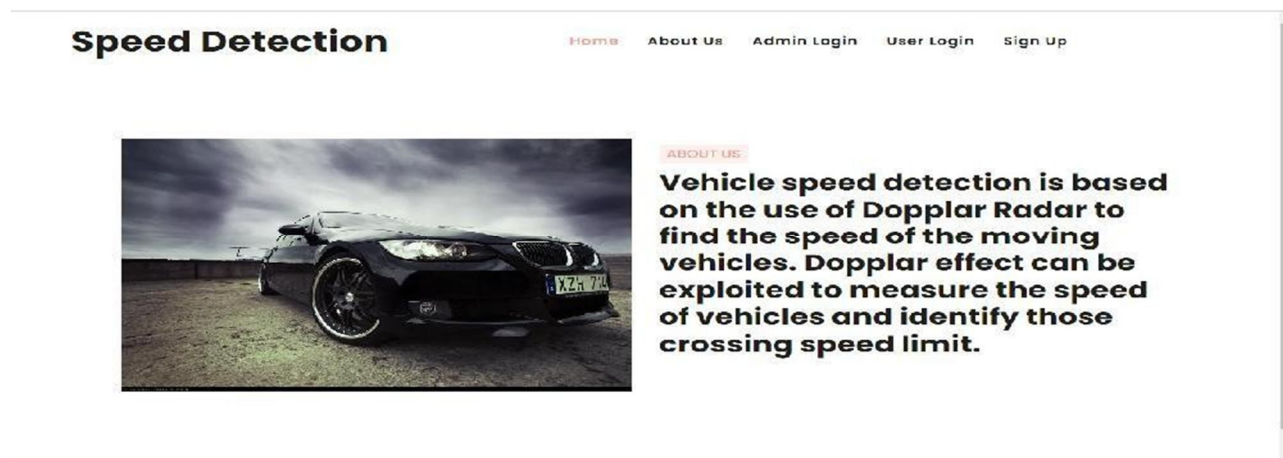 Speed Detection
Home About Us Admin Login User Login Sign Up
ABOUT US
Vehicle speed detection is based
on the use of Dopplar Radar to
find the speed of the moving
vehicles. Dopplar effect can be
exploited to measure the speed
of vehicles and identify those
crossing speed limit.
XZH 714